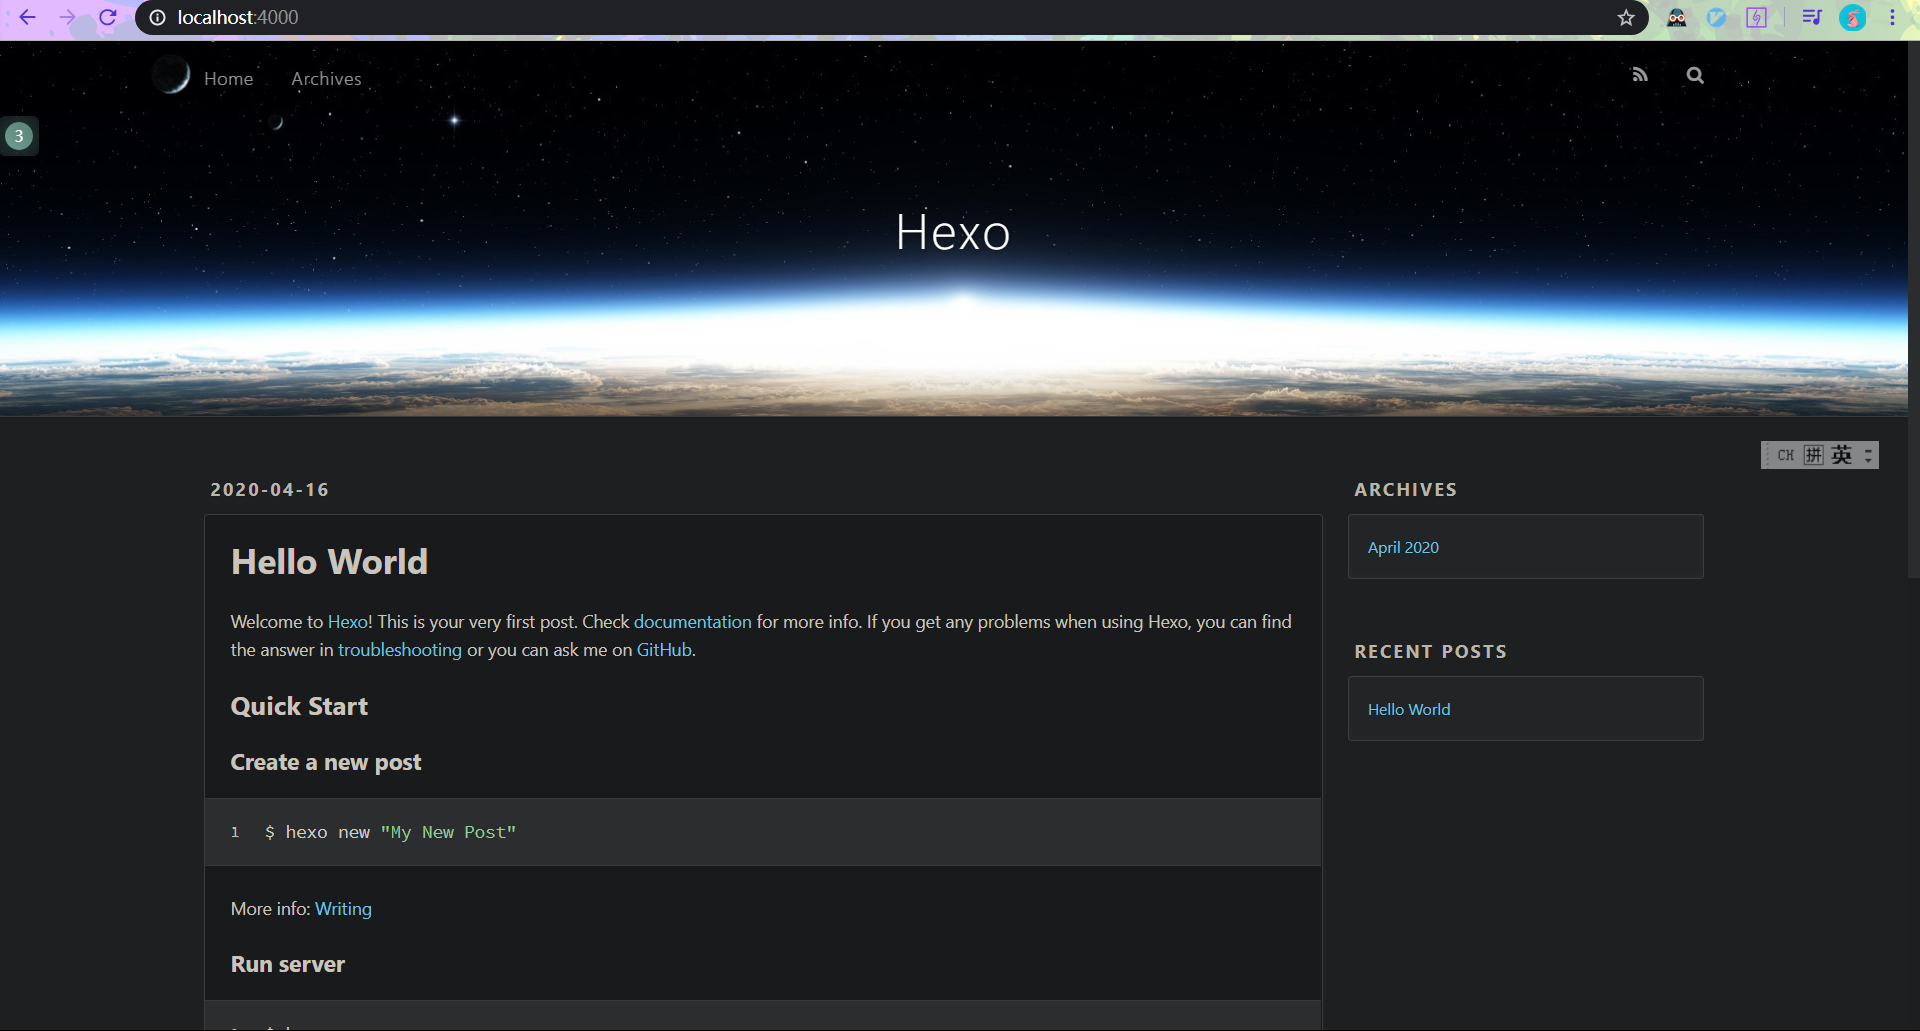 localhost:4000
Home Archives
3
Hexo
CH 拼 英
2020-04-16
Hello World
Welcome to Hexo! This is your very first post. Check documentation for more info. If you get any problems when using Hexo, you can find
the answer in troubleshooting or you can ask me on GitHub.
Quick Start
Create a new post
1 $ hexo new "My New Post"
More info: Writing
Run server
ARCHIVES
April 2020
RECENT POSTS
Hello World